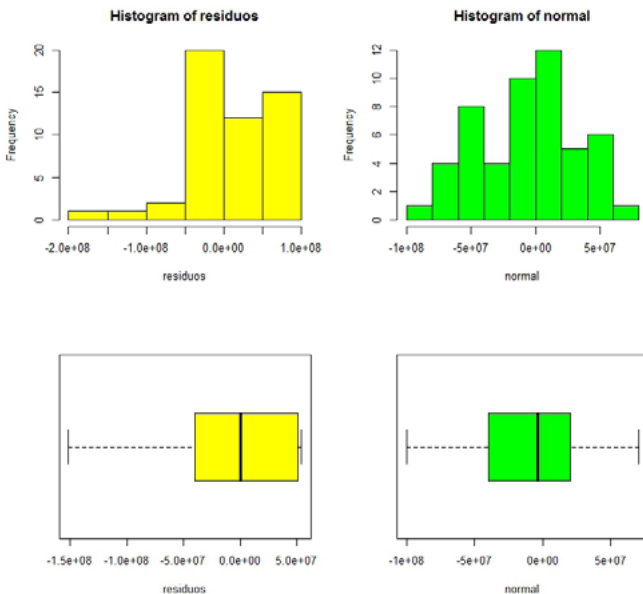 Histogram of residuos
Frequency
20
15
10
5
0
-2.0e+08 -1.0e+08 0.0e+00 1.0e+08
residuos
Histogram of normal
Frequency
12
10
8
6
4
2
0
-1e+08 -5e+07 0e+00 5e+07
normal
-1.5e+08 -1.0e+08 -5.0e+07 0.0e+00 5.0e+07
residuos
-1e+08 -5e+07 0e+00 5e+07
normal